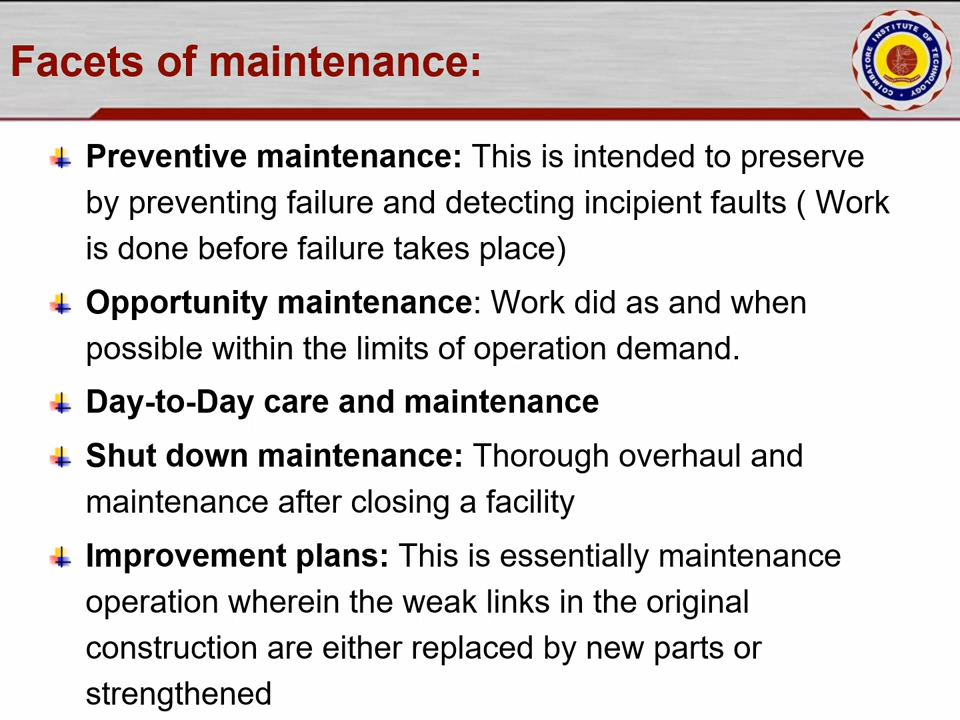 Facets of maintenance:
COIMBATORE INSTITUTE OF TECHNOLOGY
Preventive maintenance: This is intended to preserve
by preventing failure and detecting incipient faults ( Work
is done before failure takes place)
Opportunity maintenance: Work did as and when
possible within the limits of operation demand.
Day-to-Day care and maintenance
Shut down maintenance: Thorough overhaul and
maintenance after closing a facility
Improvement plans: This is essentially maintenance
operation wherein the weak links in the original
construction are either replaced by new parts or
strengthened